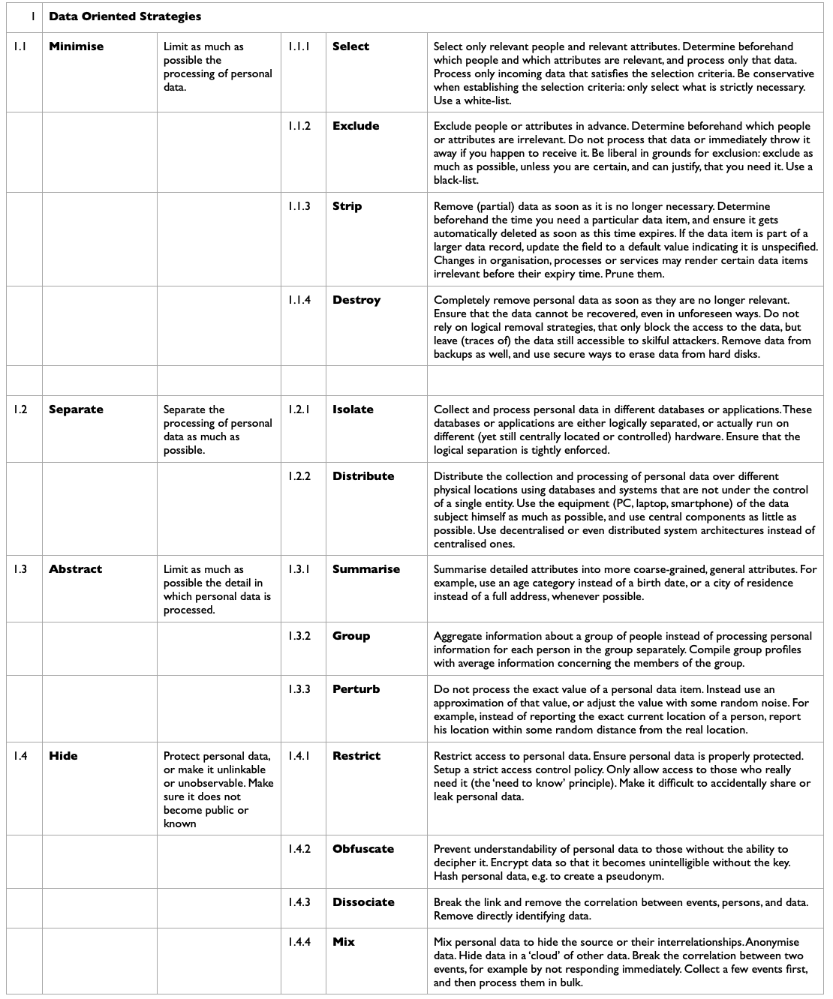 1 Data Oriented Strategies
1.1 Minimise
Limit as much as
possible the
processing of personal
data.
1.1.1 Select
Select only relevant people and relevant attributes. Determine beforehand
which people and which attributes are relevant, and process only that data.
Process only incoming data that satisfies the selection criteria. Be conservative
when establishing the selection criteria: only select what is strictly necessary.
Use a white-list.
1.1.2 Exclude
Exclude people or attributes in advance. Determine beforehand which people
or attributes are irrelevant. Do not process that data or immediately throw it
away if you happen to receive it. Be liberal in grounds for exclusion: exclude as
much as possible, unless you are certain, and can justify, that you need it. Use a
black-list.
1.1.3 Strip
Remove (partial) data as soon as it is no longer necessary. Determine
beforehand the time you need a particular data item, and ensure it gets
automatically deleted as soon as this time expires. If the data item is part of a
larger data record, update the field to a default value indicating it is unspecified.
Changes in organisation, processes or services may render certain data items
irrelevant before their expiry time. Prune them.
1.1.4 Destroy
Completely remove personal data as soon as they are no longer relevant.
Ensure that the data cannot be recovered, even in unforeseen ways. Do not
rely on logical removal strategies, that only block the access to the data, but
leave (traces of) the data still accessible to skilful attackers. Remove data from
backups as well, and use secure ways to erase data from hard disks.
1.2 Separate
Separate the
processing of personal
data as much as
possible.
1.2.1 Isolate
Collect and process personal data in different databases or applications. These
databases or applications are either logically separated, or actually run on
different (yet still centrally located or controlled) hardware. Ensure that the
logical separation is tightly enforced.
1.2.2 Distribute
Distribute the collection and processing of personal data over different
physical locations using databases and systems that are not under the control
of a single entity. Use the equipment (PC, laptop, smartphone) of the data
subject himself as much as possible, and use central components as little as
possible. Use decentralised or even distributed system architectures instead of
centralised ones.
1.3 Abstract
Limit as much as
possible the detail in
which personal data is
processed.
1.3.1 Summarise
Summarise detailed attributes into more coarse-grained, general attributes. For
example, use an age category instead of a birth date, or a city of residence
instead of a full address, whenever possible.
1.3.2 Group
Aggregate information about a group of people instead of processing personal
information for each person in the group separately. Compile group profiles
with average information concerning the members of the group.
1.3.3 Perturb
Do not process the exact value of a personal data item. Instead use an
approximation of that value, or adjust the value with some random noise. For
example, instead of reporting the exact current location of a person, report
his location within some random distance from the real location.
1.4 Hide
Protect personal data,
or make it unlinkable
or unobservable. Make
sure it does not
become public or
known
1.4.1 Restrict
Restrict access to personal data. Ensure personal data is properly protected.
Setup a strict access control policy. Only allow access to those who really
need it (the ‘need to know’ principle). Make it difficult to accidentally share or
leak personal data.
1.4.2 Obfuscate
Prevent understandability of personal data to those without the ability to
decipher it. Encrypt data so that it becomes unintelligible without the key.
Hash personal data, e.g. to create a pseudonym.
1.4.3 Dissociate
Break the link and remove the correlation between events, persons, and data.
Remove directly identifying data.
1.4.4 Mix
Mix personal data to hide the source or their interrelationships. Anonymise
data. Hide data in a ‘cloud’ of other data. Break the correlation between two
events, for example by not responding immediately. Collect a few events first,
and then process them in bulk.